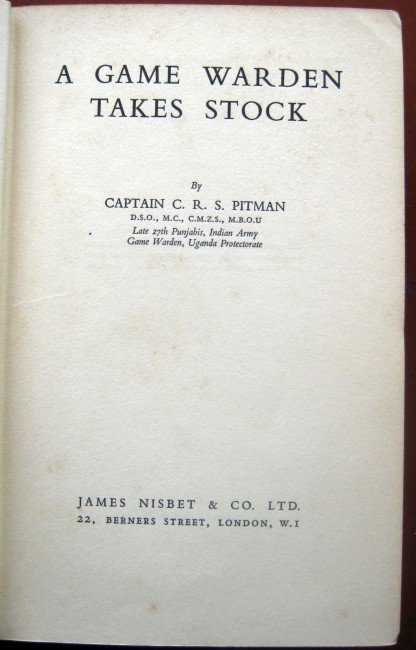 A GAME WARDEN
TAKES STOCK
By
CAPTAIN C. R. S. PITMAN
D.S.O., M.C., C.M.Z.S., M.B.O.U
Late 27th Punjabis, Indian Army
Game Warden, Uganda Protectorate
JAMES NISBET & CO. LTD.
22, BERNERS STREET, LONDON, W.1